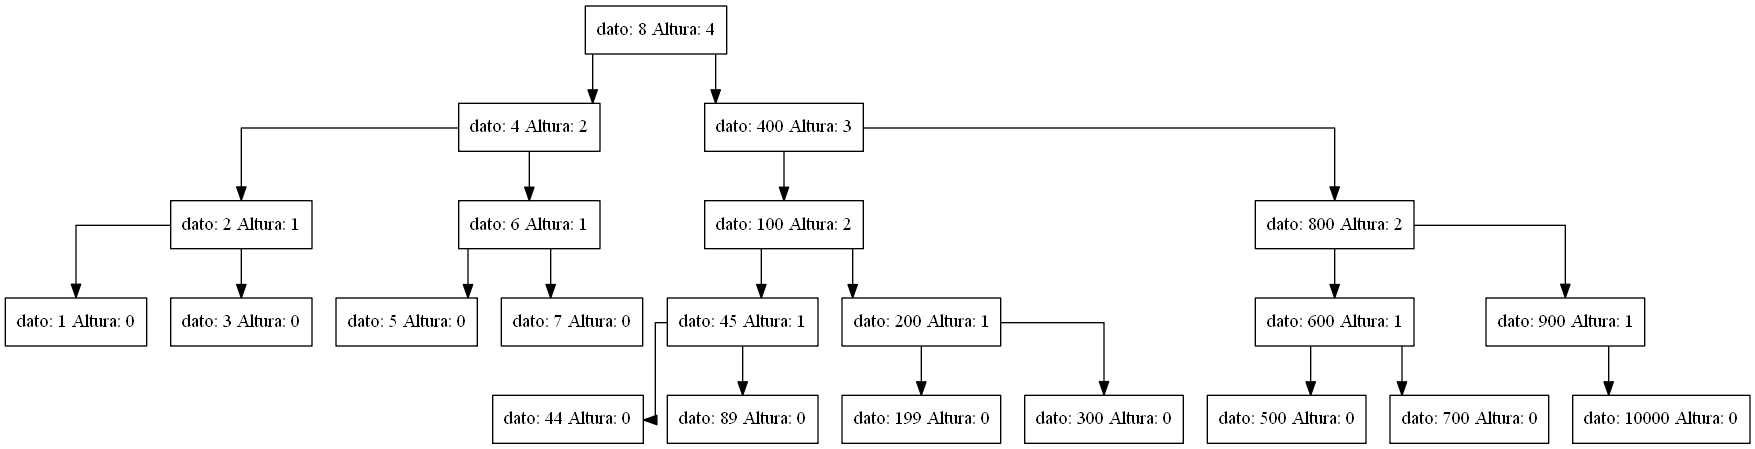 dato: 8 Altura: 4
dato: 4 Altura: 2
dato: 400 Altura: 3
dato: 2 Altura: 1
dato: 6 Altura: 1
dato: 100 Altura: 2
dato: 800 Altura: 2
dato: 1 Altura: 0
dato: 3 Altura: 0
dato: 5 Altura: 0
dato: 7 Altura: 0
dato: 45 Altura: 1
dato: 200 Altura: 1
dato: 600 Altura: 1
dato: 900 Altura: 1
dato: 44 Altura: 0
dato: 89 Altura: 0
dato: 199 Altura: 0
dato: 300 Altura: 0
dato: 500 Altura: 0
dato: 700 Altura: 0
dato: 10000 Altura: 0